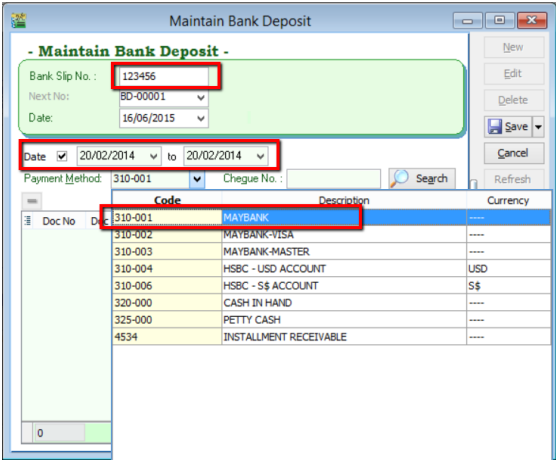 Maintain Bank Deposit
- Maintain Bank Deposit -
New
Bank Slip No. : 123456
Edit
Next No: BD-00001
Delete
Date: 16/06/2015
Save
Date 20/02/2014 to 20/02/2014
Cancel
Payment Method: 310-001 Cheque No. : Search
Refresh
Code Description Currency
Doc No Doc
310-001 MAYBANK ----
310-002 MAYBANK-VISA ----
310-003 MAYBANK-MASTER ----
310-004 HSBC - USD ACCOUNT USD
310-006 HSBC - S$ ACCOUNT S$
320-000 CASH IN HAND ----
325-000 PETTY CASH ----
4534 INSTALLMENT RECEIVABLE ----
0